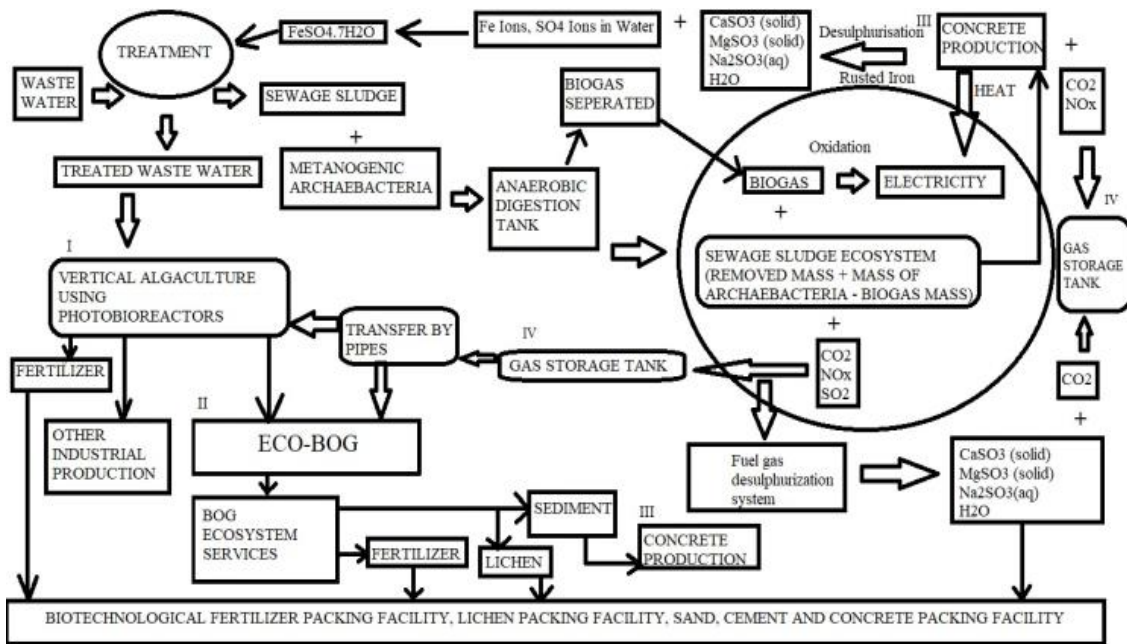 TREATMENT
FeSO4.7H2O
Fe Ions, SO4 Ions in Water
+
CaSO3 (solid)
MgSO3 (solid)
Na2SO3(aq)
H2O
Desulphurisation
Rusted Iron
III
CONCRETE
PRODUCTION
+
CO2
NOx
HEAT
WASTE
WATER
SEWAGE SLUDGE
+
BIOGAS
SEPERATED
TREATED WASTE WATER
METANOGENIC
ARCHAEBACTERIA
ANAEROBIC
DIGESTION
TANK
Oxidation
BIOGAS
ELECTRICITY
+
SEWAGE SLUDGE ECOSYSTEM
(REMOVED MASS + MASS OF
ARCHAEBACTERIA - BIOGAS MASS)
+
CO2
NOx
SO2
IV
GAS
STORAGE
TANK
CO2
+
I
VERTICAL ALGACULTURE
USING
PHOTOBIOREACTORS
TRANSFER BY
PIPES
IV
GAS STORAGE TANK
FERTILIZER
OTHER
INDUSTRIAL
PRODUCTION
II
ECO-BOG
Fuel gas
desulphurization
system
CaSO3 (solid)
MgSO3 (solid)
Na2SO3(aq)
H2O
BOG
ECOSYSTEM
SERVICES
SEDIMENT
FERTILIZER
LICHEN
III
CONCRETE
PRODUCTION
BIOTECHNOLOGICAL FERTILIZER PACKING FACILITY, LICHEN PACKING FACILITY, SAND, CEMENT AND CONCRETE PACKING FACILITY